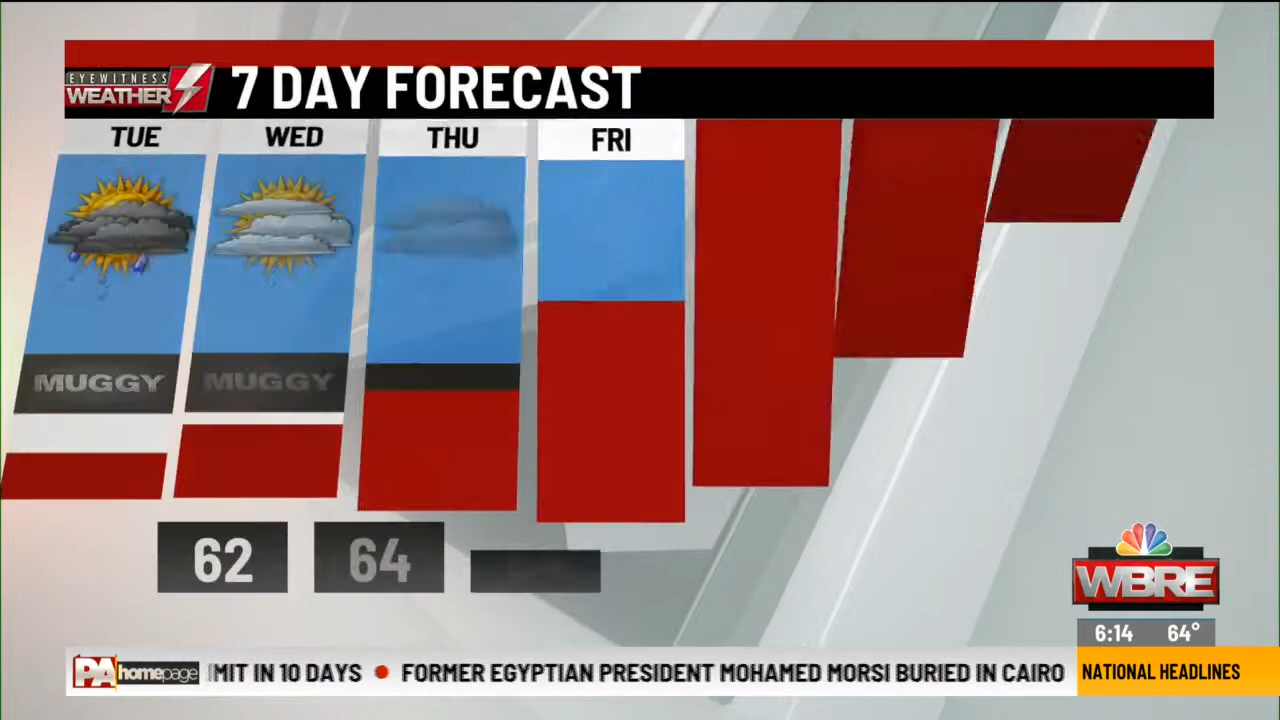 EYEWITNESS
WEATHER
7 DAY FORECAST
TUE
WED
THU
FRI
MUGGY
MUGGY
62
64
WBRE
6:14
64°
PA homepage
IMIT IN 10 DAYS • FORMER EGYPTIAN PRESIDENT MOHAMED MORSI BURIED IN CAIRO
NATIONAL HEADLINES